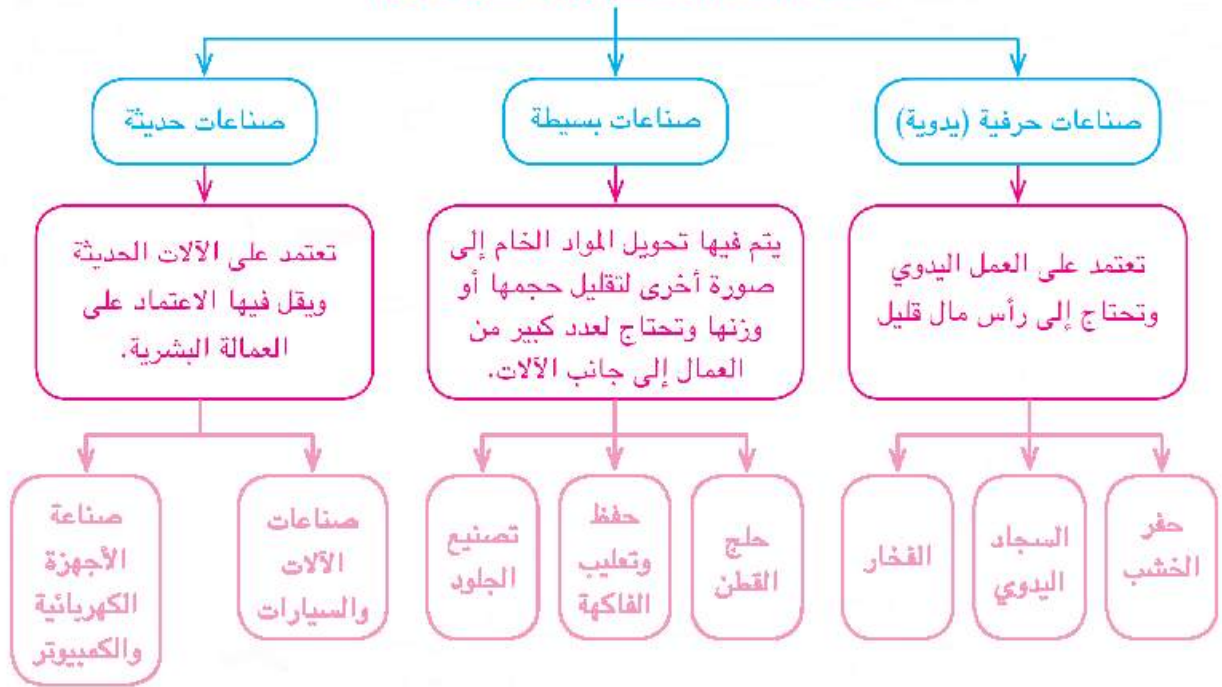 صناعات حرفية (يدوية)
صناعات بسيطة
صناعات حديثة
تعتمد على العمل اليدوي
وتحتاج إلى رأس مال قليل
يتم فيها تحويل المواد الخام إلى
صورة أخرى لتقليل حجمها أو
وزنها وتحتاج لعدد كبير من
العمال إلى جانب الآلات.
تعتمد على الآلات الحديثة
ويقل فيها الاعتماد على
العمالة البشرية.
حفر
الخشب
السجاد
اليدوي
الفخار
حلج
القطن
حفظ
وتعليب
الفاكهة
تصنيع
الجلود
صناعات
الآلات
والسيارات
صناعة
الأجهزة
الكهربائية
والكمبيوتر